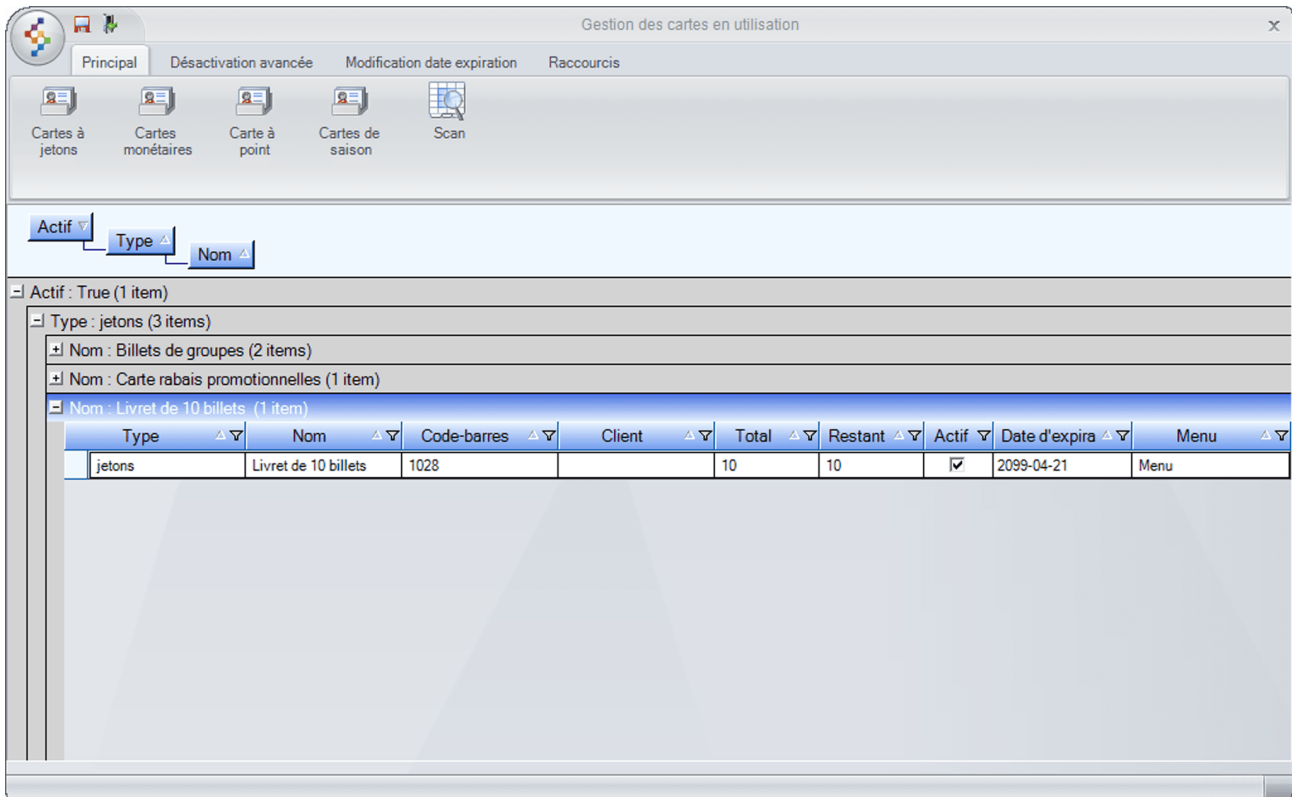 Gestion des cartes en utilisation
x
Principal Désactivation avancée Modification date expiration Raccourcis
Cartes à jetons
Cartes monétaires
Carte à point
Cartes de saison
Scan
Actif
Type
Nom
Actif : True (1 item)
Type : jetons (3 items)
Nom : Billets de groupes (2 items)
Nom : Carte rabais promotionnelles (1 item)
Nom : Livret de 10 billets (1 item)
Type Nom Code-barres Client Total Restant Actif Date d'expira Menu
jetons Livret de 10 billets 1028 10 10 2099-04-21 Menu